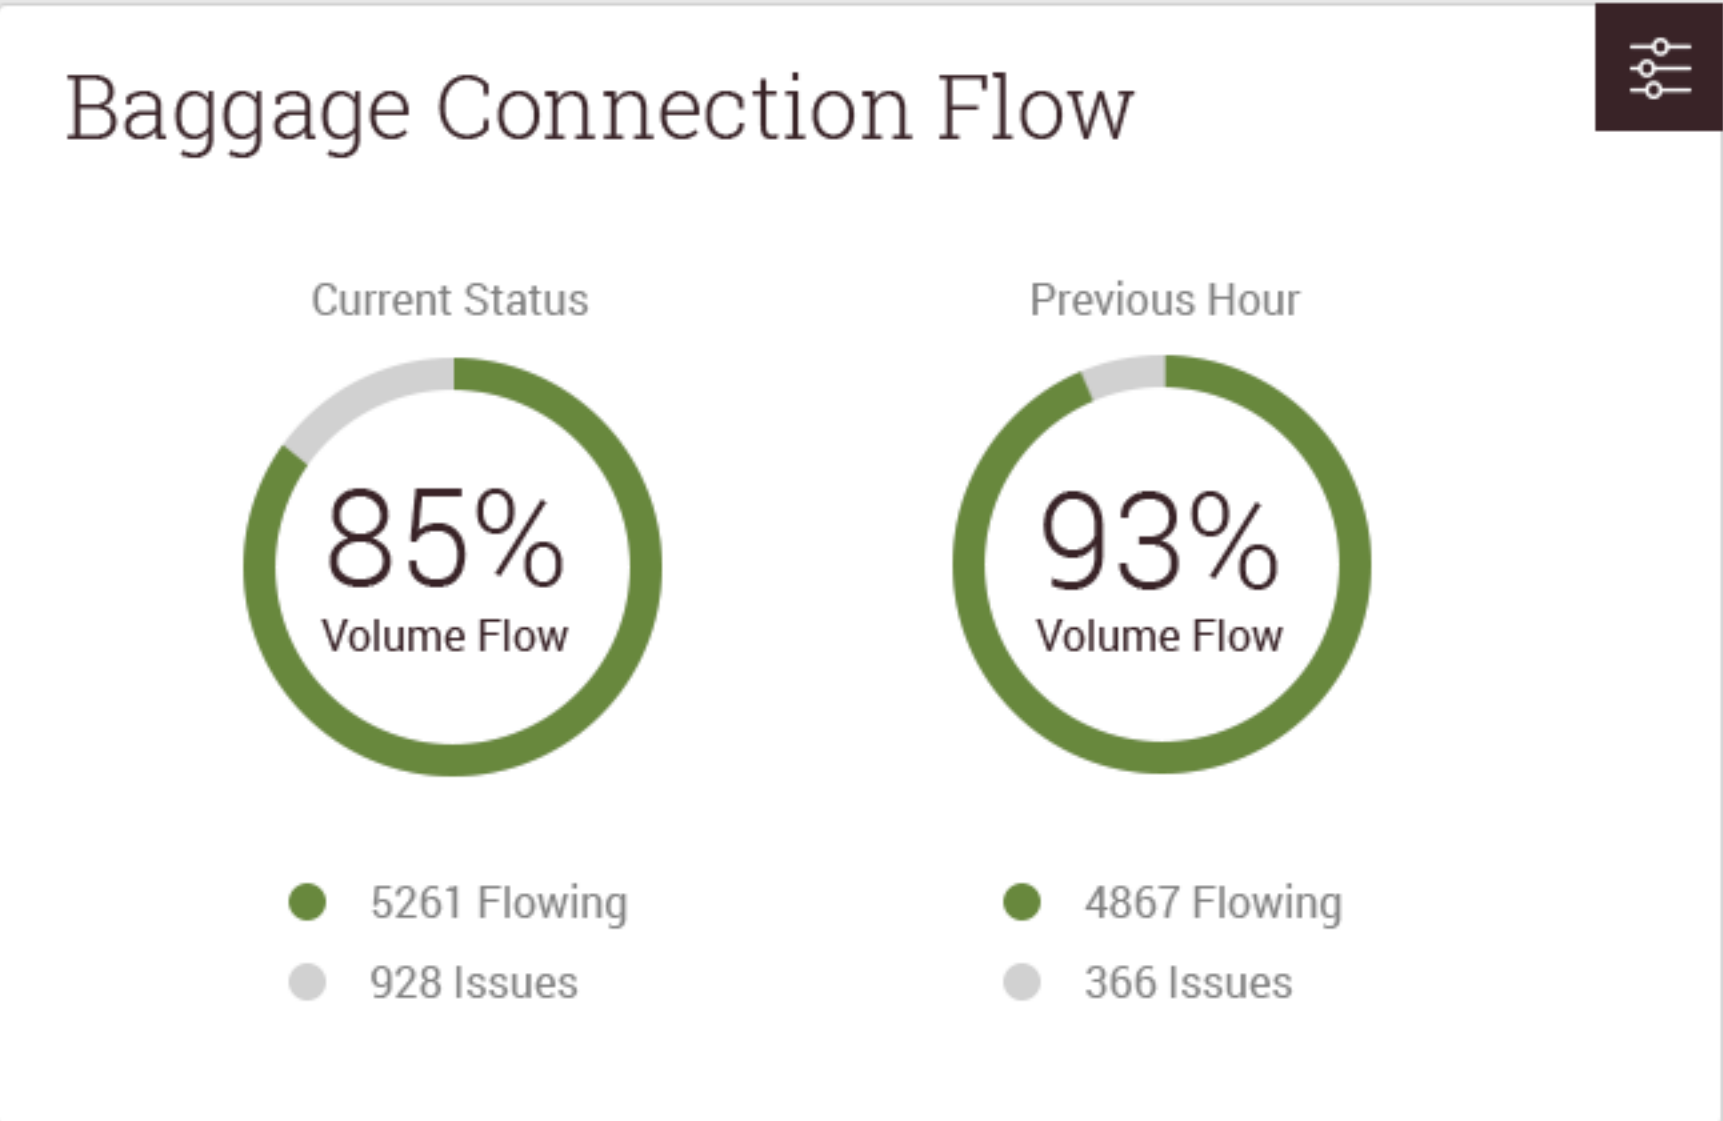 Baggage Connection Flow
Current Status
85%
Volume Flow
5261 Flowing
928 Issues
Previous Hour
93%
Volume Flow
4867 Flowing
366 Issues